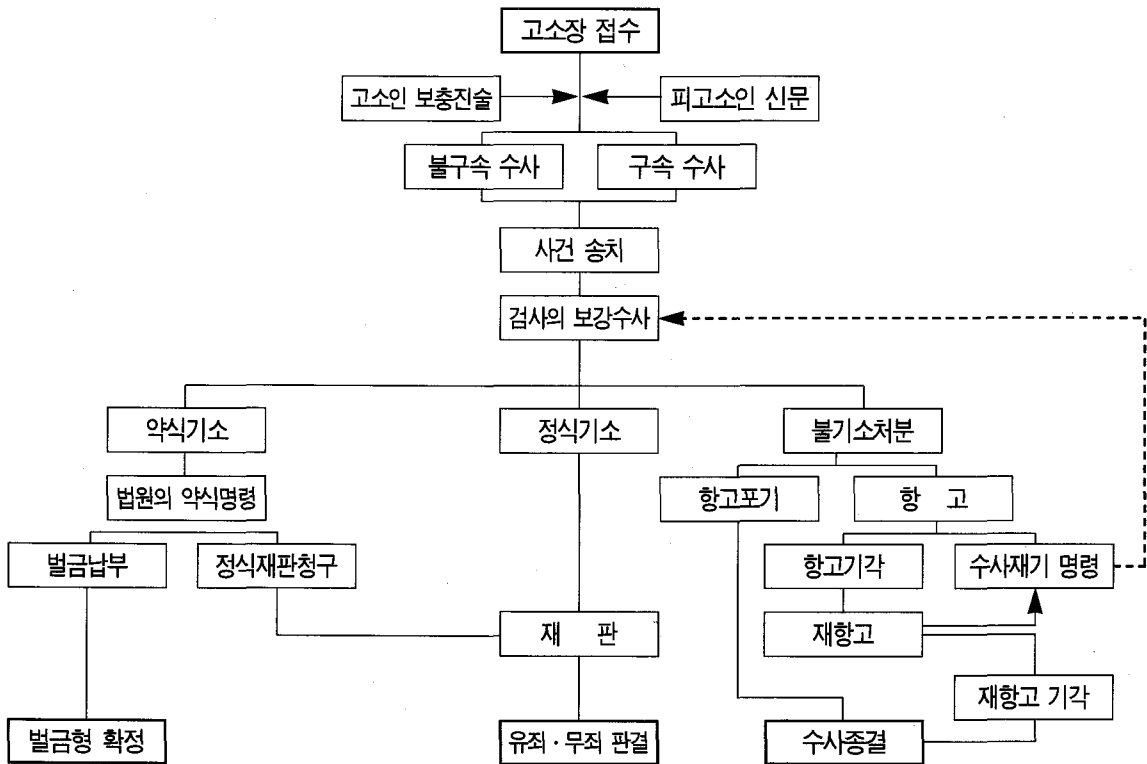 고소장 접수
고소인 보충진술
피고소인 신문
불구속 수사
구속 수사
사건 송치
검사의 보강수사
약식기소
정식기소
불기소처분
법원의 약식명령
항고포기
항 고
벌금납부
정식재판청구
항고기각
수사재기 명령
재 판
재항고
재항고 기각
벌금형 확정
유죄·무죄 판결
수사종결